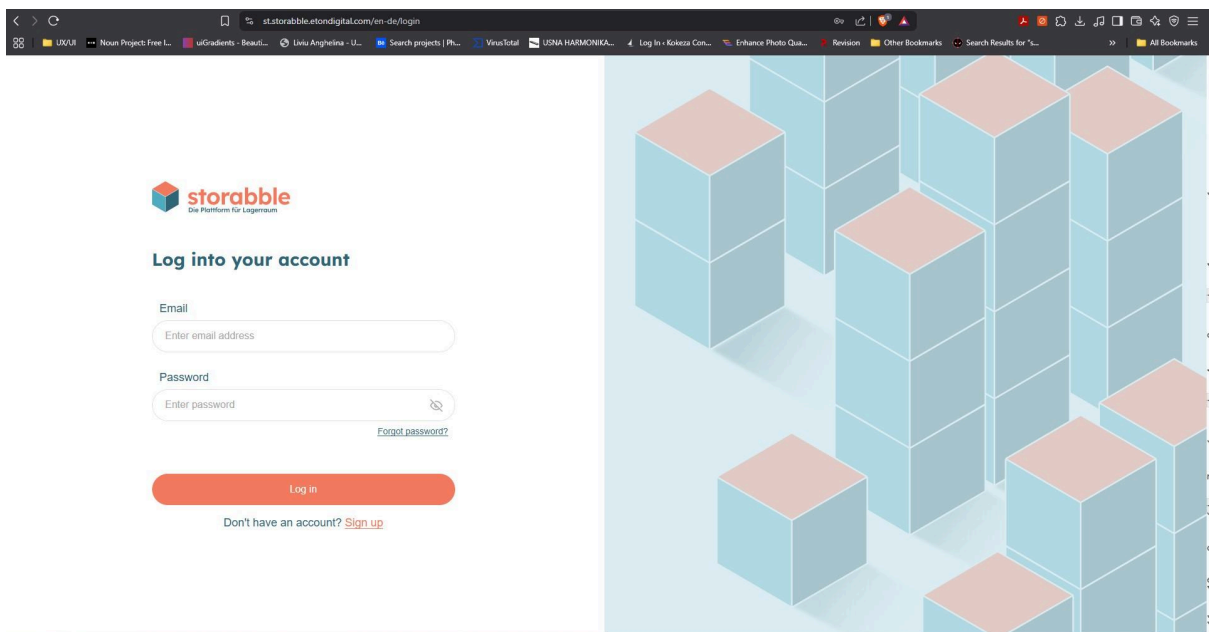 st.storabble.etondigital.com/en-de/login
UX/UI Noun Project: Free I... uiGradients - Beauti... Liviu Anghelina - U... Search projects | Ph... VirusTotal USNA HARMONIKA... Log In ‹ Kokeza Con... Enhance Photo Qua... Revision Other Bookmarks Search Results for "s... » All Bookmarks
storabble
Die Plattform für Lagerraum
Log into your account
Email
Enter email address
Password
Enter password
Forgot password?
Log in
Don't have an account? Sign up